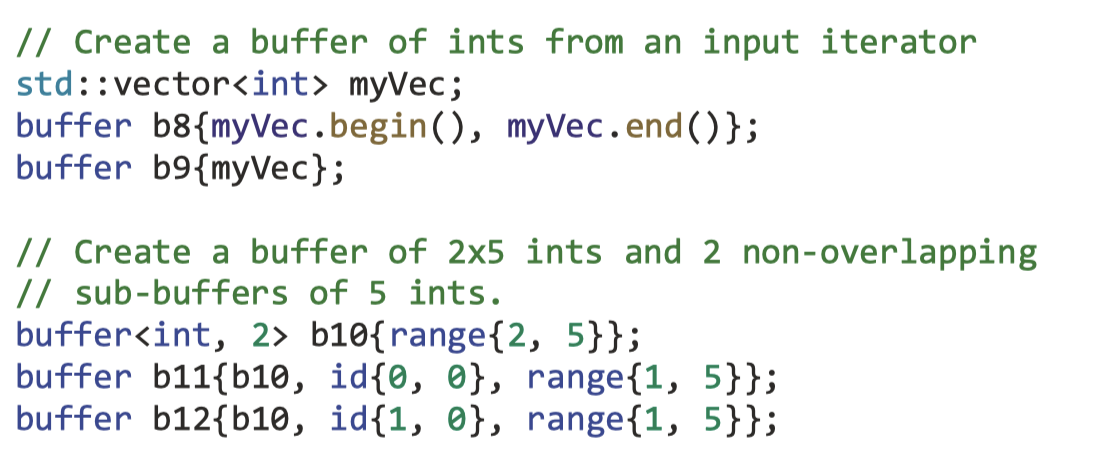 // Create a buffer of ints from an input iterator
std::vector<int> myVec;
buffer b8{myVec.begin(), myVec.end()};
buffer b9{myVec};
// Create a buffer of 2x5 ints and 2 non-overlapping
// sub-buffers of 5 ints.
buffer<int, 2> b10{range{2, 5}};
buffer b11{b10, id{0, 0}, range{1, 5}};
buffer b12{b10, id{1, 0}, range{1, 5}};